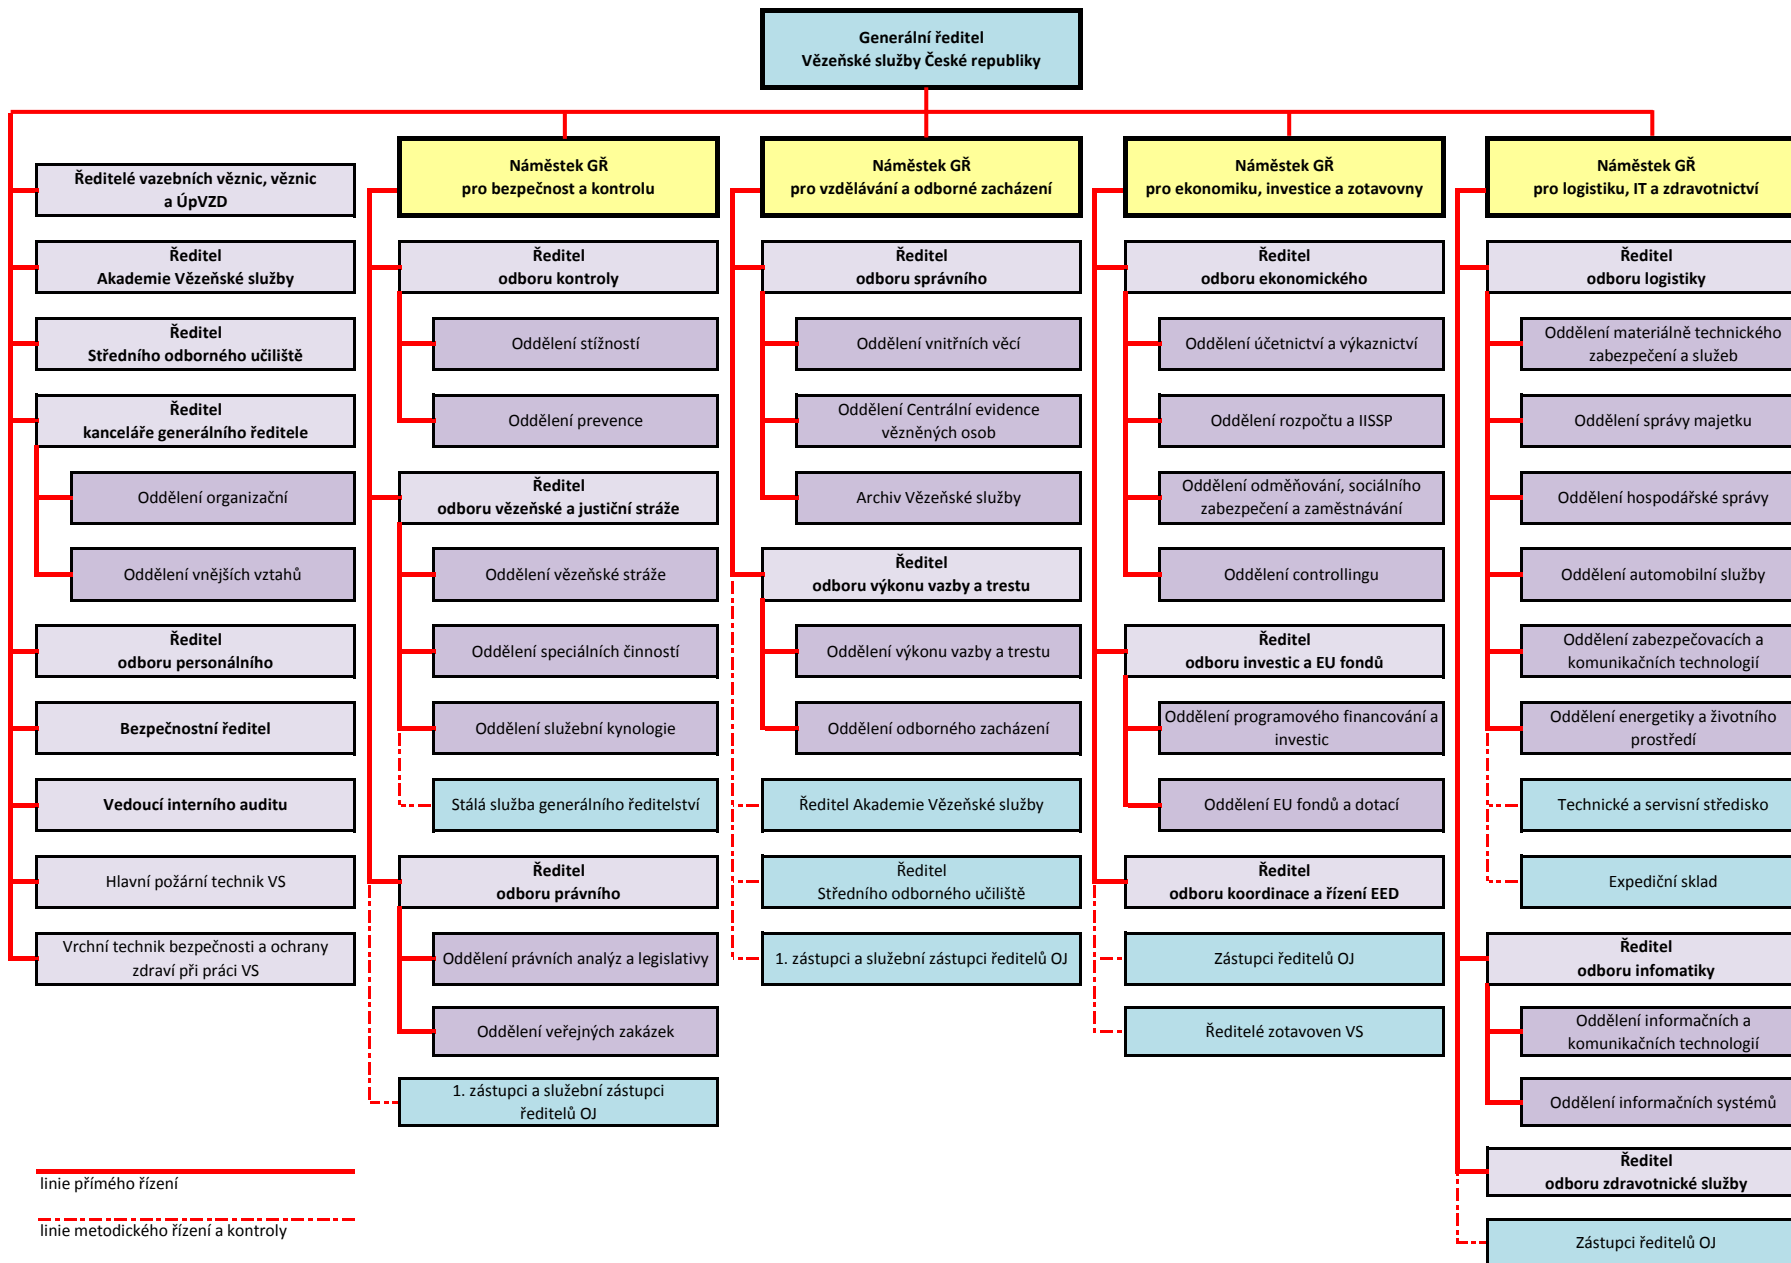 Generální ředitel
Vězeňské služby České republiky
Ředitelé vazebních věznic, věznic
a ÚpVZD
Ředitel
Akademie Vězeňské služby
Ředitel
Středního odborného učiliště
Ředitel
kanceláře generálního ředitele
Oddělení organizační
Oddělení vnějších vztahů
Ředitel
odboru personálního
Bezpečnostní ředitel
Vedoucí interního auditu
Hlavní požární technik VS
Vrchní technik bezpečnosti a ochrany
zdraví při práci VS
Náměstek GŘ
pro bezpečnost a kontrolu
Ředitel
odboru kontroly
Oddělení stížností
Oddělení prevence
Ředitel
odboru vězeňské a justiční stráže
Oddělení vězeňské stráže
Oddělení speciálních činností
Oddělení služební kynologie
Stálá služba generálního ředitelství
Ředitel
odboru právního
Oddělení právních analýz a legislativy
Oddělení veřejných zakázek
1. zástupci a služební zástupci
ředitelů OJ
Náměstek GŘ
pro vzdělávání a odborné zacházení
Ředitel
odboru správního
Oddělení vnitřních věcí
Oddělení Centrální evidence
vězněných osob
Archiv Vězeňské služby
Ředitel
odboru výkonu vazby a trestu
Oddělení výkonu vazby a trestu
Oddělení odborného zacházení
Ředitel Akademie Vězeňské služby
Ředitel
Středního odborného učiliště
1. zástupci a služební zástupci ředitelů OJ
Náměstek GŘ
pro ekonomiku, investice a zotavovny
Ředitel
odboru ekonomického
Oddělení účetnictví a výkaznictví
Oddělení rozpočtu a IISSP
Oddělení odměňování, sociálního
zabezpečení a zaměstnávání
Oddělení controllingu
Ředitel
odboru investic a EU fondů
Oddělení programového financování a
investic
Oddělení EU fondů a dotací
Ředitel
odboru koordinace a řízení EED
Zástupci ředitelů OJ
Ředitelé zotavoven VS
Náměstek GŘ
pro logistiku, IT a zdravotnictví
Ředitel
odboru logistiky
Oddělení materiálně technického
zabezpečení a služeb
Oddělení správy majetku
Oddělení hospodářské správy
Oddělení automobilní služby
Oddělení zabezpečovacích a
komunikačních technologií
Oddělení energetiky a životního
prostředí
Technické a servisní středisko
Expediční sklad
Ředitel
odboru infomatiky
Oddělení informačních a
komunikačních technologií
Oddělení informačních systémů
Ředitel
odboru zdravotnické služby
Zástupci ředitelů OJ
linie přímého řízení
linie metodického řízení a kontroly